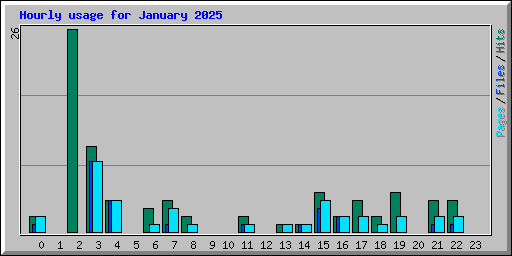 Hourly usage for January 2025
26
Pages/Files/Hits
0 1 2 3 4 5 6 7 8 9 10 11 12 13 14 15 16 17 18 19 20 21 22 23